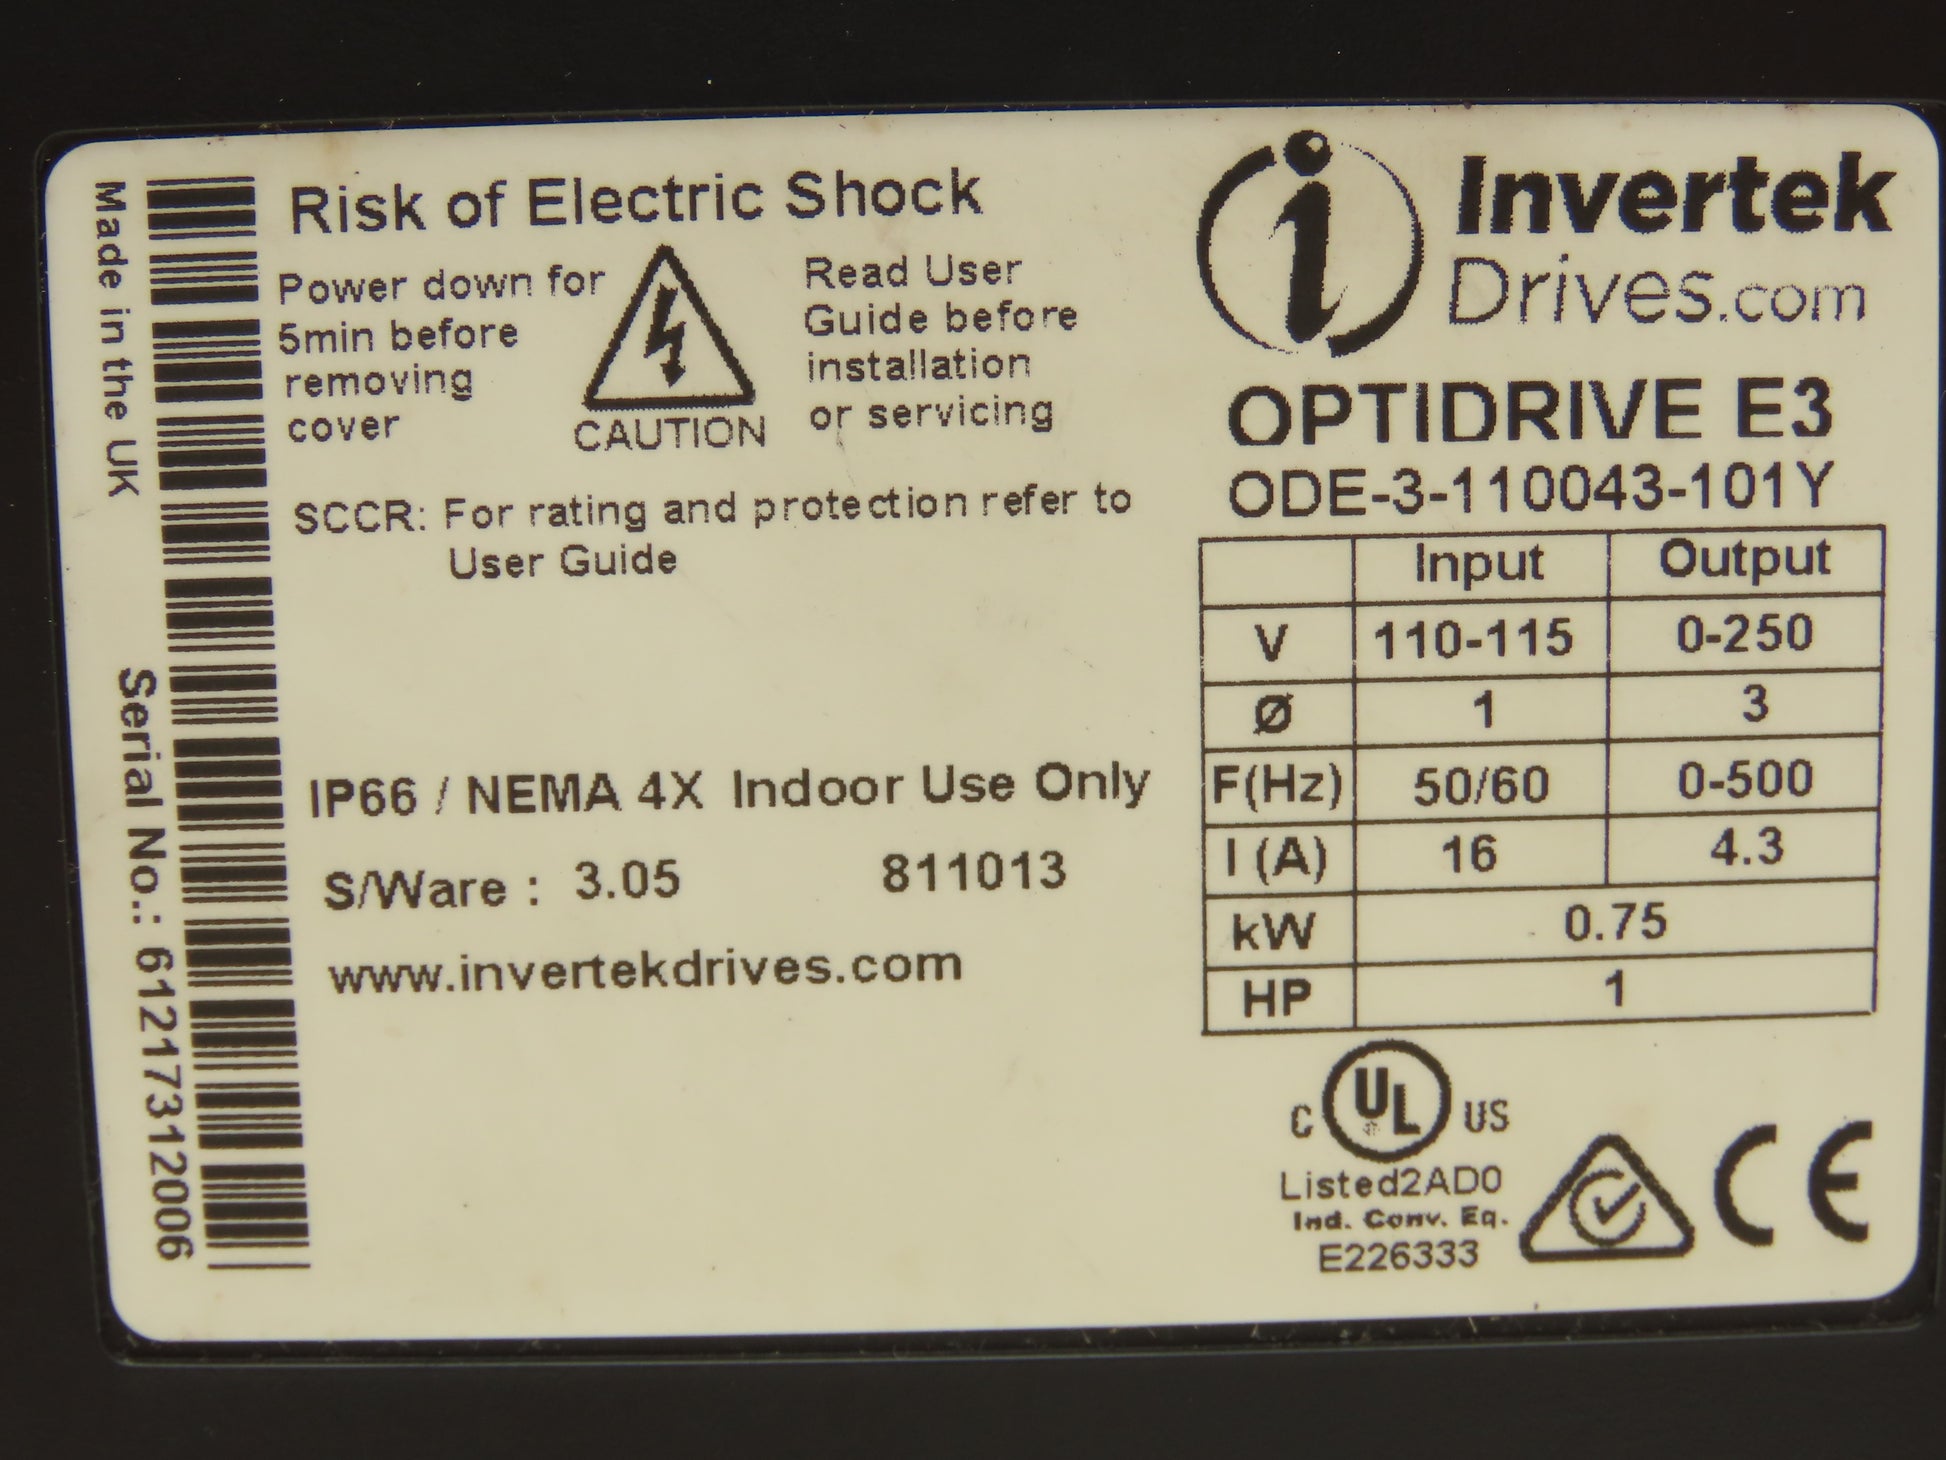 Made in the UK
Serial No.: 61217312006
Risk of Electric Shock
Power down for
5min before
removing
cover
CAUTION
Read User
Guide before
installation
or servicing
SCCR: For rating and protection refer to
User Guide
IP66 / NEMA 4X Indoor Use Only
S/Ware : 3.05 811013
www.invertekdrives.com
i
Invertek
Drives.com
OPTIDRIVE E3
ODE-3-110043-101Y
Input Output
V 110-115 0-250
Ø 1 3
F(Hz) 50/60 0-500
I (A) 16 4.3
kW 0.75
HP 1
C UL US
Listed2AD0
Ind. Conv. Eq.
E226333
CE